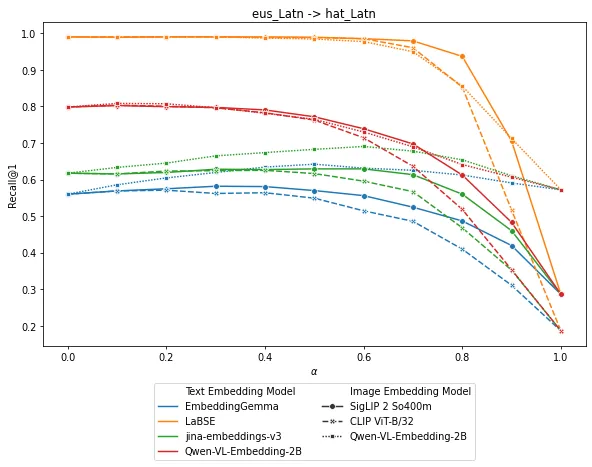 eus_Latn -> hat_Latn
Recall@1
1.0
0.9
0.8
0.7
0.6
0.5
0.4
0.3
0.2
0.0 0.2 0.4 0.6 0.8 1.0
α
Text Embedding Model
EmbeddingGemma
LaBSE
jina-embeddings-v3
Qwen-VL-Embedding-2B
Image Embedding Model
SigLIP 2 So400m
CLIP ViT-B/32
Qwen-VL-Embedding-2B